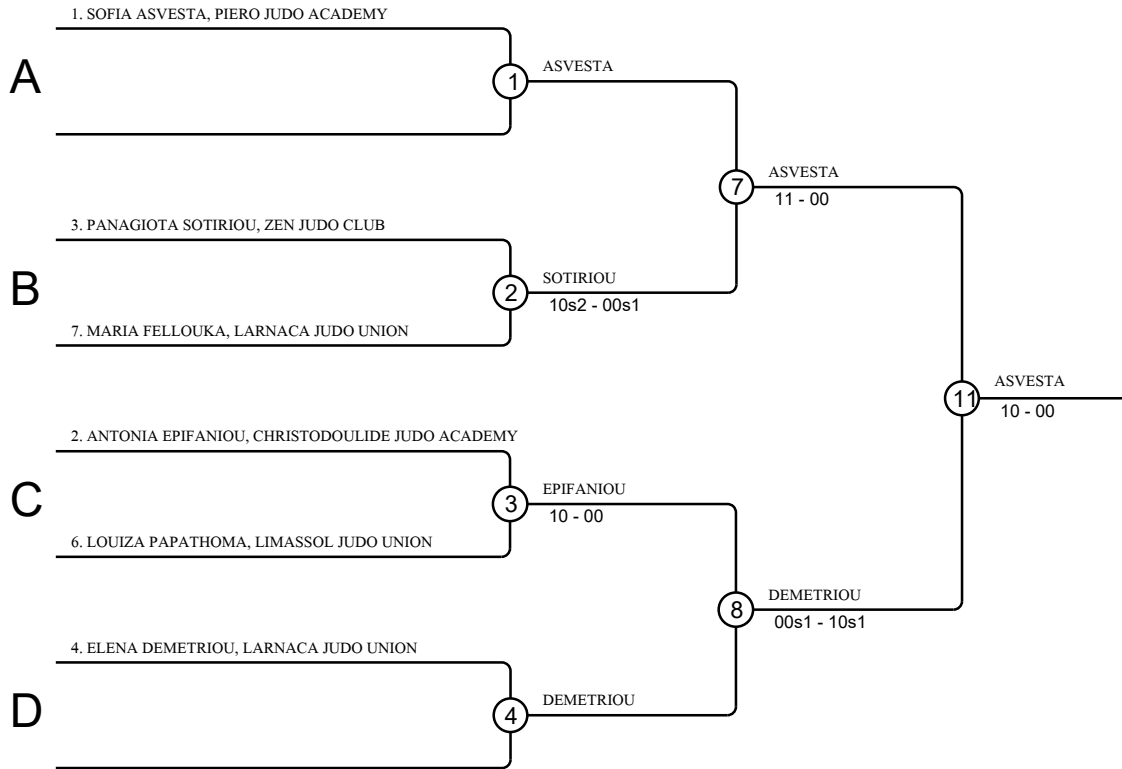 1. SOFIA ASVESTA, PIERO JUDO ACADEMY
A
1
ASVESTA
7
ASVESTA
11 - 00
3. PANAGIOTA SOTIRIOU, ZEN JUDO CLUB
B
2
SOTIRIOU
10s2 - 00s1
7. MARIA FELLOUKA, LARNACA JUDO UNION
11
ASVESTA
10 - 00
2. ANTONIA EPIFANIOU, CHRISTODOULIDE JUDO ACADEMY
C
3
EPIFANIOU
10 - 00
6. LOUIZA PAPATHOMA, LIMASSOL JUDO UNION
8
DEMETRIOU
00s1 - 10s1
4. ELENA DEMETRIOU, LARNACA JUDO UNION
D
4
DEMETRIOU